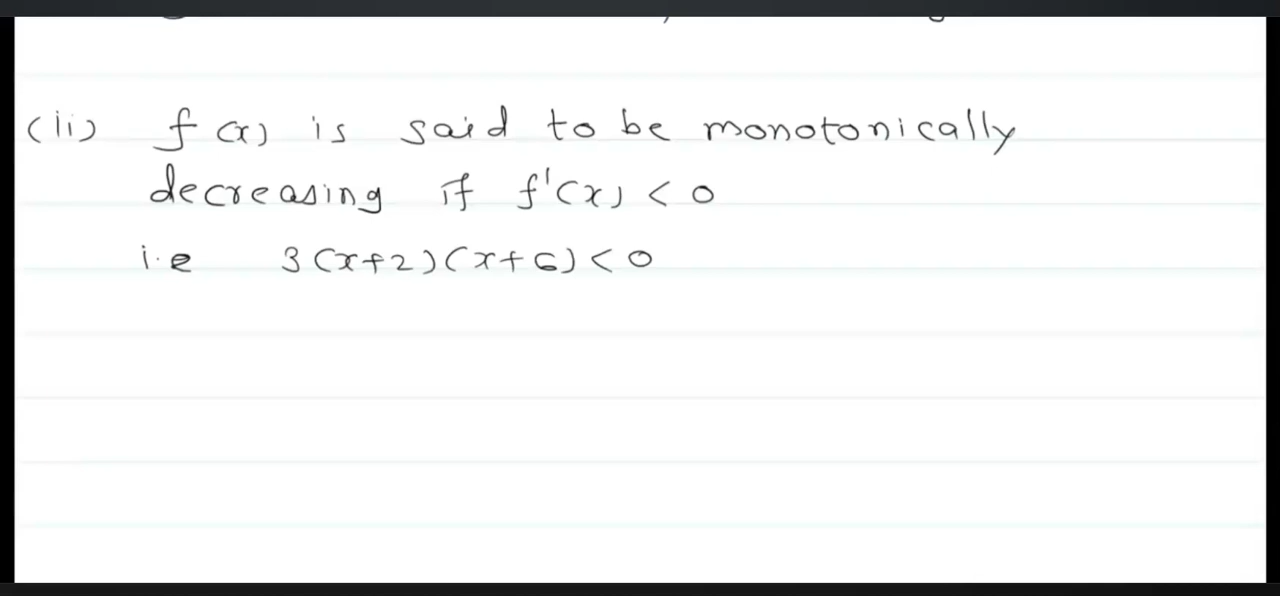 (ii) f(x) is said to be monotonically
decreasing if f'(x) < 0
i.e 3(x+2)(x+6) < 0